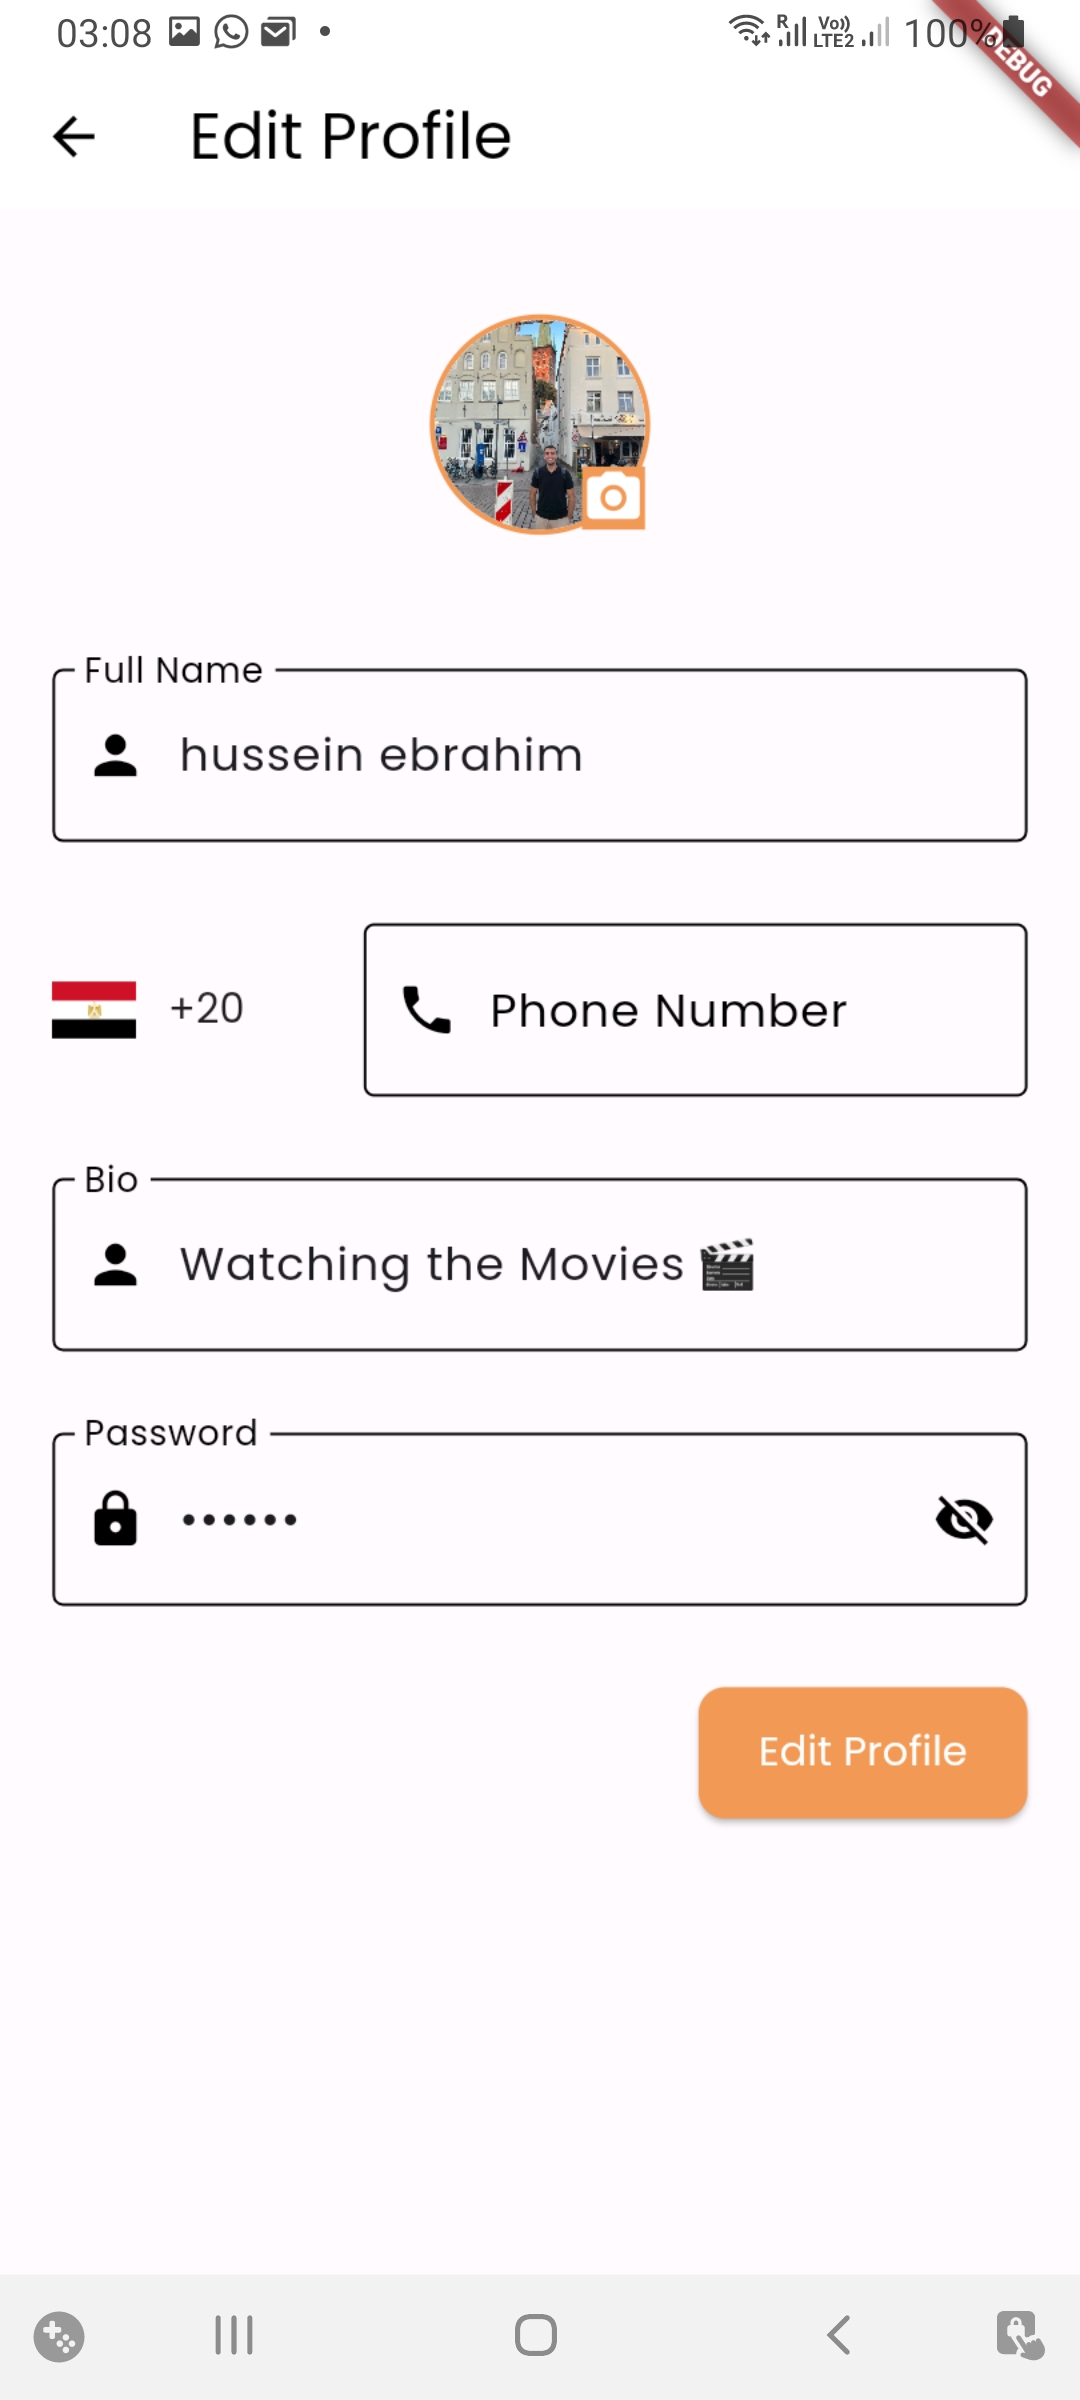 03:08
R
Vo))
LTE2
100%
DEBUG
Edit Profile
Full Name
hussein ebrahim
+20
Phone Number
Bio
Watching the Movies 🎬
Password
••••••
Edit Profile